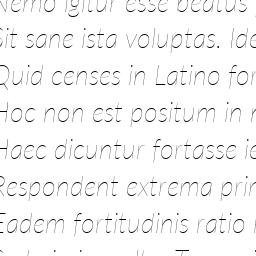 Nemo igitur esse beatus
Sit sane ista voluptas. Ide
Quid censes in Latino for
Hoc non est positum in
Haec dicuntur fortasse ie
Respondent extrema prim
Eadem fortitudinis ratio